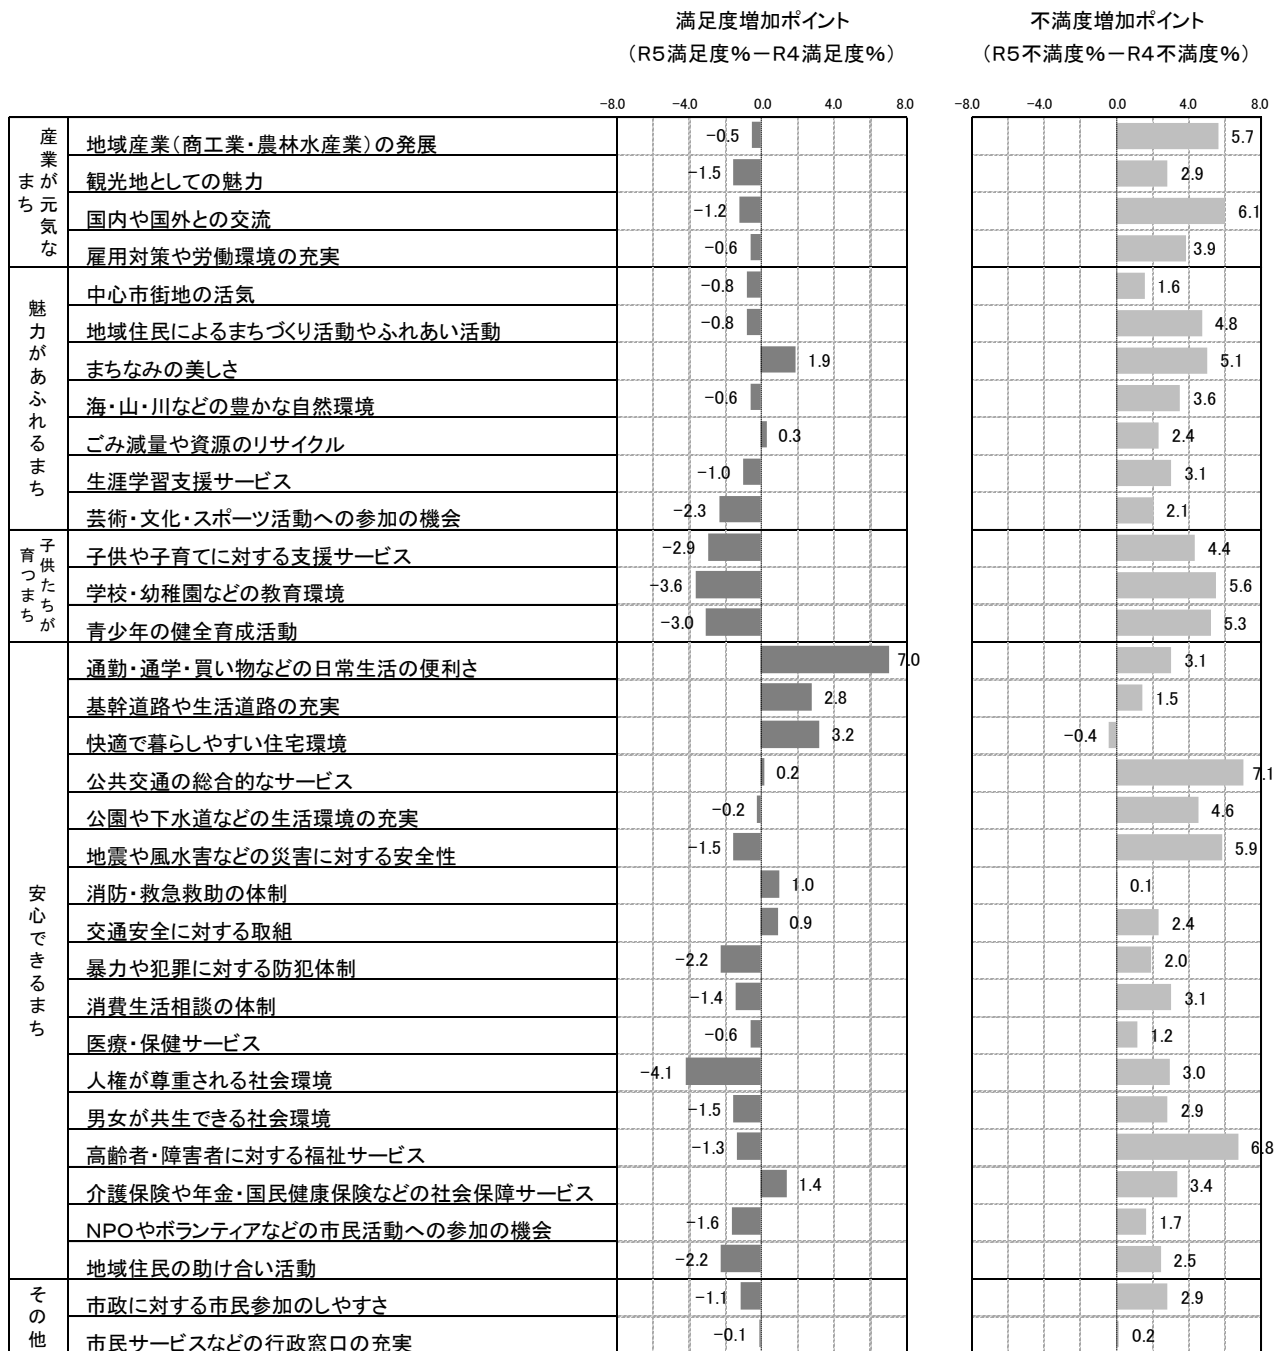 満足度増加ポイント
（R5満足度％－R4満足度％）
不満度増加ポイント
（R5不満度％－R4不満度％）
-8.0 -4.0 0.0 4.0 8.0
-8.0 -4.0 0.0 4.0 8.0
産業が元気なまち
地域産業（商工業・農林水産業）の発展 -0.5 5.7
観光地としての魅力 -1.5 2.9
国内や国外との交流 -1.2 6.1
雇用対策や労働環境の充実 -0.6 3.9
魅力があふれるまち
中心市街地の活気 -0.8 1.6
地域住民によるまちづくり活動やふれあい活動 -0.8 4.8
まちなみの美しさ 1.9 5.1
海・山・川などの豊かな自然環境 -0.6 3.6
ごみ減量や資源のリサイクル 0.3 2.4
生涯学習支援サービス -1.0 3.1
芸術・文化・スポーツ活動への参加の機会 -2.3 2.1
子供たちが育つまち
子供や子育てに対する支援サービス -2.9 4.4
学校・幼稚園などの教育環境 -3.6 5.6
青少年の健全育成活動 -3.0 5.3
安心できるまち
通勤・通学・買い物などの日常生活の便利さ 7.0 3.1
基幹道路や生活道路の充実 2.8 1.5
快適で暮らしやすい住宅環境 3.2 -0.4
公共交通の総合的なサービス 0.2 7.1
公園や下水道などの生活環境の充実 -0.2 4.6
地震や風水害などの災害に対する安全性 -1.5 5.9
消防・救急救助の体制 1.0 0.1
交通安全に対する取組 0.9 2.4
暴力や犯罪に対する防犯体制 -2.2 2.0
消費生活相談の体制 -1.4 3.1
医療・保健サービス -0.6 1.2
人権が尊重される社会環境 -4.1 3.0
男女が共生できる社会環境 -1.5 2.9
高齢者・障害者に対する福祉サービス -1.3 6.8
介護保険や年金・国民健康保険などの社会保障サービス 1.4 3.4
NPOやボランティアなどの市民活動への参加の機会 -1.6 1.7
地域住民の助け合い活動 -2.2 2.5
その他
市政に対する市民参加のしやすさ -1.1 2.9
市民サービスなどの行政窓口の充実 -0.1 0.2